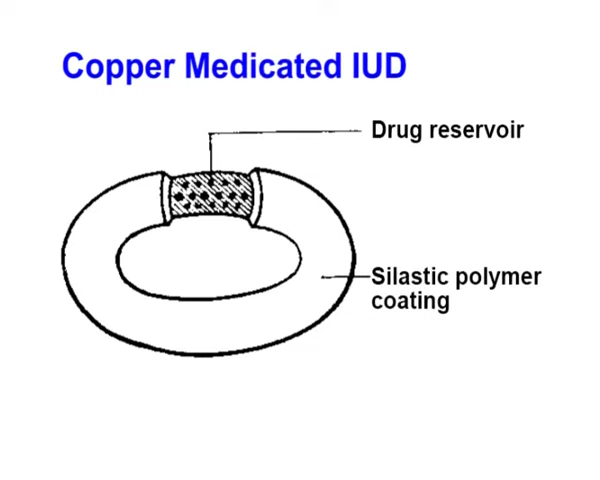 Copper Medicated IUD
Drug reservoir
Silastic polymer
coating